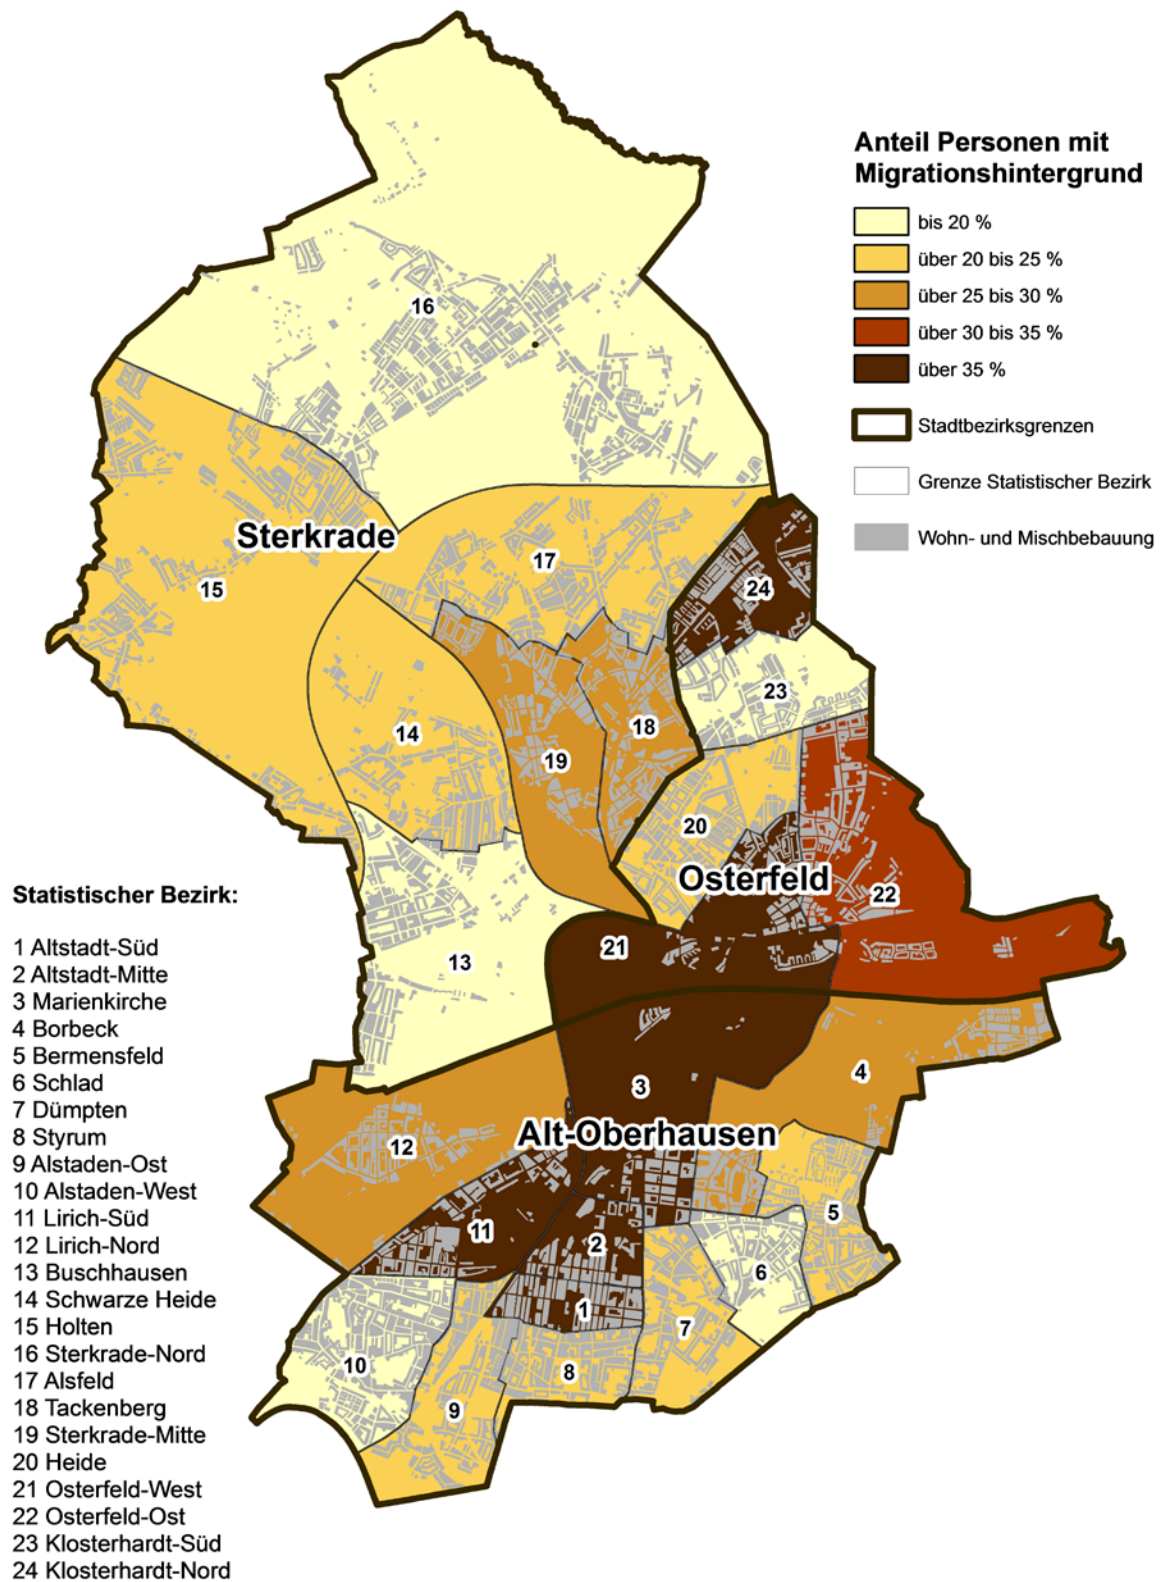 Anteil Personen mit
Migrationshintergrund
bis 20 %
über 20 bis 25 %
über 25 bis 30 %
über 30 bis 35 %
über 35 %
Stadtbezirksgrenzen
Grenze Statistischer Bezirk
Wohn- und Mischbebauung
16
Sterkrade
17
15
24
23
14
18
19
20
Osterfeld
22
21
13
3
4
Alt-Oberhausen
12
5
11
2
6
1
7
10
8
9
Statistischer Bezirk:
1 Altstadt-Süd
2 Altstadt-Mitte
3 Marienkirche
4 Borbeck
5 Bermensfeld
6 Schlad
7 Dümpten
8 Styrum
9 Alstaden-Ost
10 Alstaden-West
11 Lirich-Süd
12 Lirich-Nord
13 Buschhausen
14 Schwarze Heide
15 Holten
16 Sterkrade-Nord
17 Alsfeld
18 Tackenberg
19 Sterkrade-Mitte
20 Heide
21 Osterfeld-West
22 Osterfeld-Ost
23 Klosterhardt-Süd
24 Klosterhardt-Nord